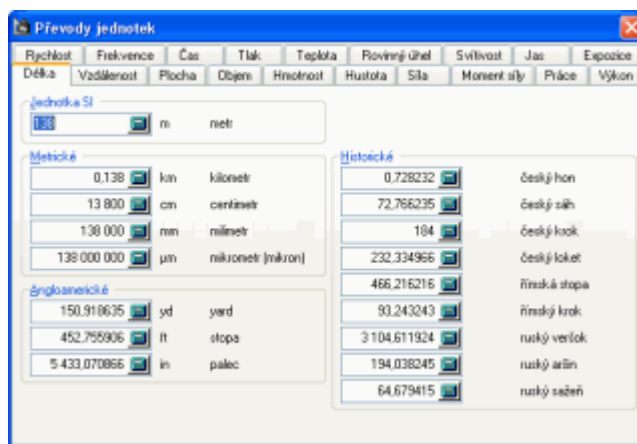 Převody jednotek
Rychlost Frekvence Čas Tlak Teplota Rovinný úhel Svítivost Jas Expozice
Délka Vzdálenost Plocha Objem Hmotnost Hustota Síla Moment síly Práce Výkon
Jednotka SI
138 m metr
Metrické
0,138 km kilometr
13 800 cm centimetr
138 000 mm milimetr
138 000 000 µm mikrometr (mikron)
Angloamerické
150,918635 yd yard
452,755906 ft stopa
5 433,070866 in palec
Historické
0,728232 český hon
72,766235 český sáh
184 český krok
232,334966 český loket
466,216216 římská stopa
93,243243 římský krok
3 104,611924 ruský veršok
194,038245 ruský aršin
64,679415 ruský sažeň